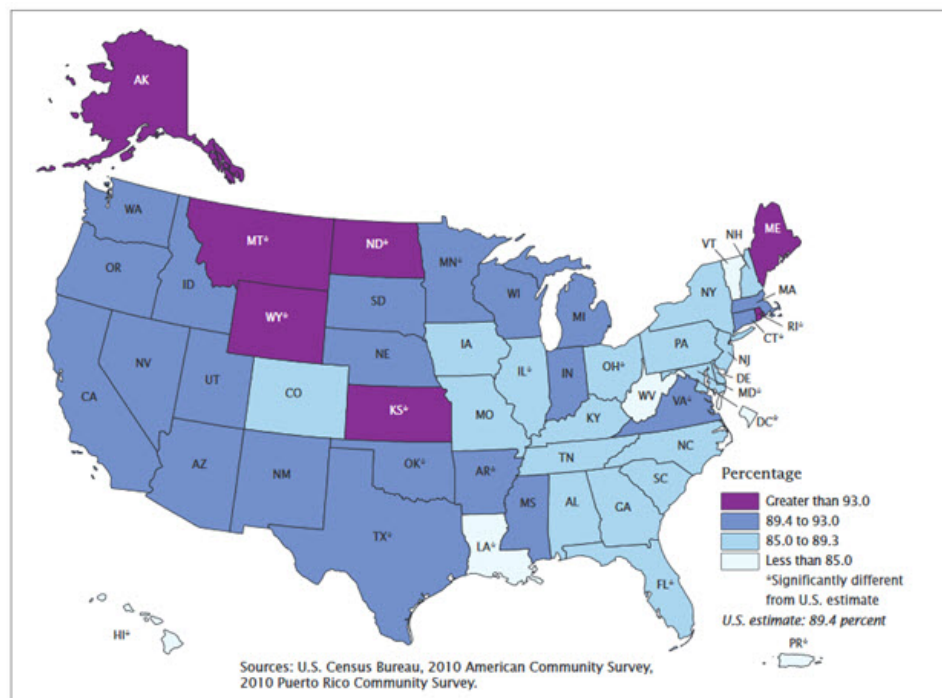 AK
WA
MT*
ND*
MN*
VT
NH
ME
OR
ID
SD
WI
MI
NY
MA
WY*
RI*
CT*
NE
IA
PA
NJ
NV
UT
CO
IL*
IN
OH*
DE
MD*
WV
VA*
DC*
CA
KS*
MO
KY
NC
AZ
NM
OK*
AR*
TN
SC
MS
AL
GA
TX*
LA*
FL*
HI*
PR*
Percentage
Greater than 93.0
89.4 to 93.0
85.0 to 89.3
Less than 85.0
*Significantly different
from U.S. estimate
U.S. estimate: 89.4 percent
Sources: U.S. Census Bureau, 2010 American Community Survey,
2010 Puerto Rico Community Survey.